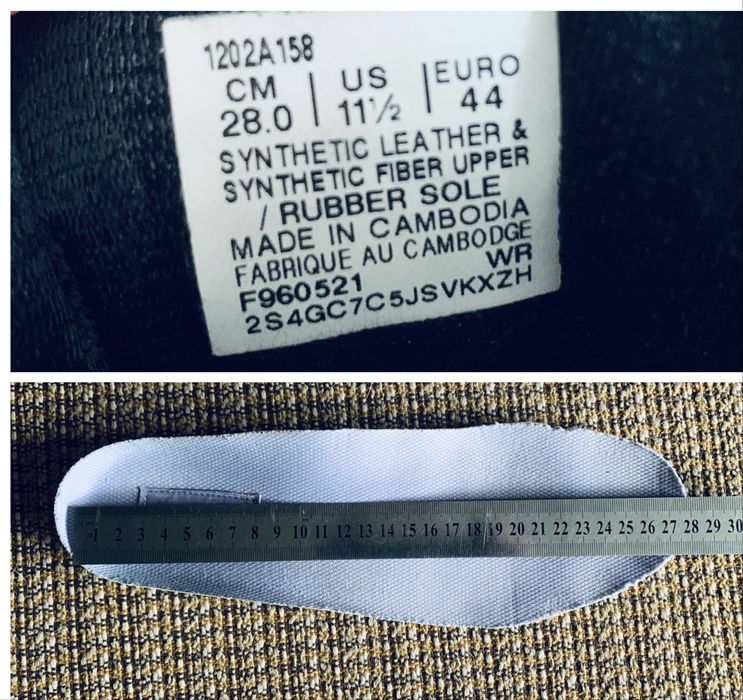 1202A158
CM | US | EURO
28.0 | 11½ | 44
SYNTHETIC LEATHER &
SYNTHETIC FIBER UPPER
/ RUBBER SOLE
MADE IN CAMBODIA
FABRIQUE AU CAMBODGE
F960521 WR
2S4GC7C5JSVKXZH
1 2 3 4 5 6 7 8 9 10 11 12 13 14 15 16 17 18 19 20 21 22 23 24 25 26 27 28 29 30